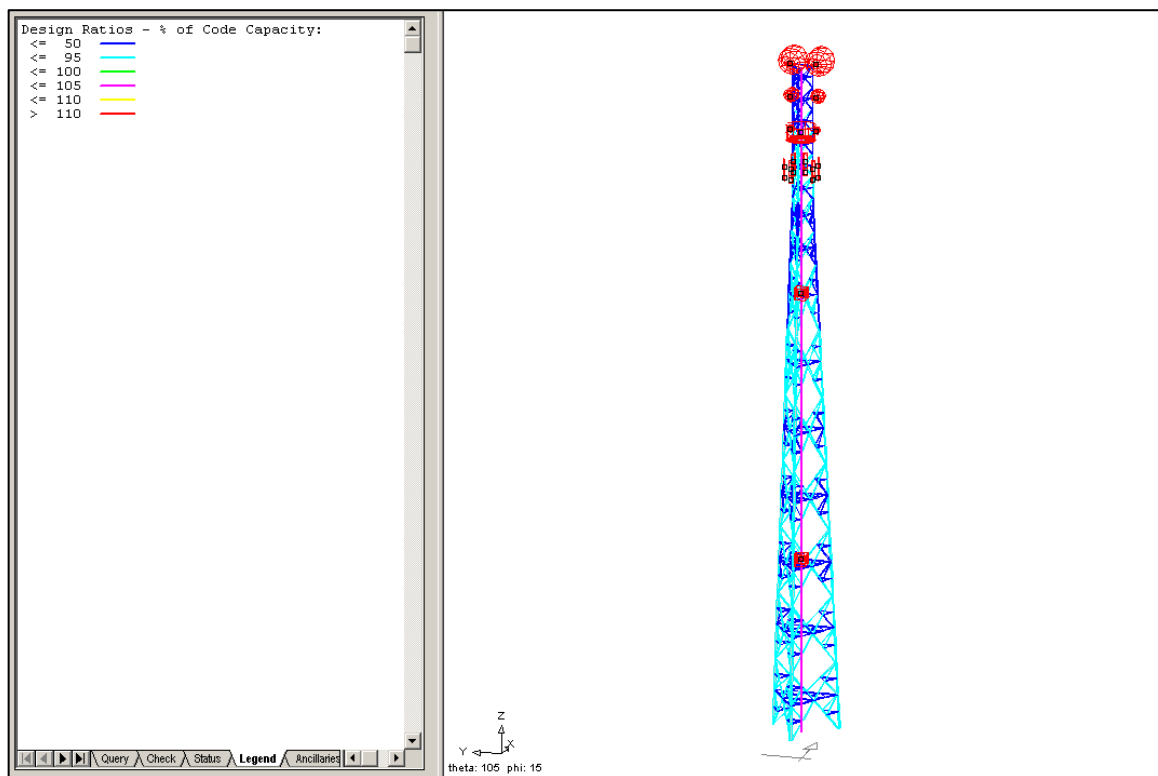 Design Ratios - % of Code Capacity:
<= 50
<= 95
<= 100
<= 105
<= 110
> 110
Query Check Status Legend Ancillaries
Z
Y X
theta: 105 phi: 15